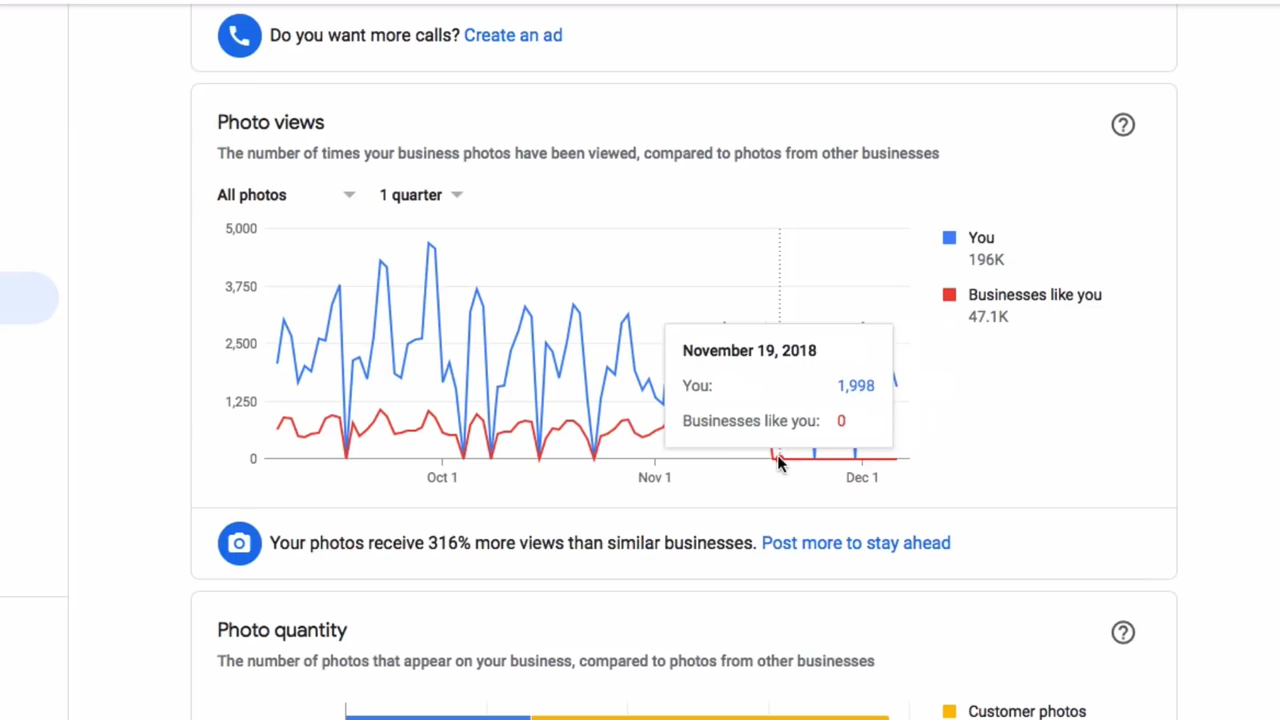 Do you want more calls? Create an ad
Photo views
The number of times your business photos have been viewed, compared to photos from other businesses
All photos 1 quarter
5,000
3,750
2,500
1,250
0
Oct 1 Nov 1 Dec 1
You
196K
Businesses like you
47.1K
November 19, 2018
You: 1,998
Businesses like you: 0
Your photos receive 316% more views than similar businesses. Post more to stay ahead
Photo quantity
The number of photos that appear on your business, compared to photos from other businesses
Customer photos